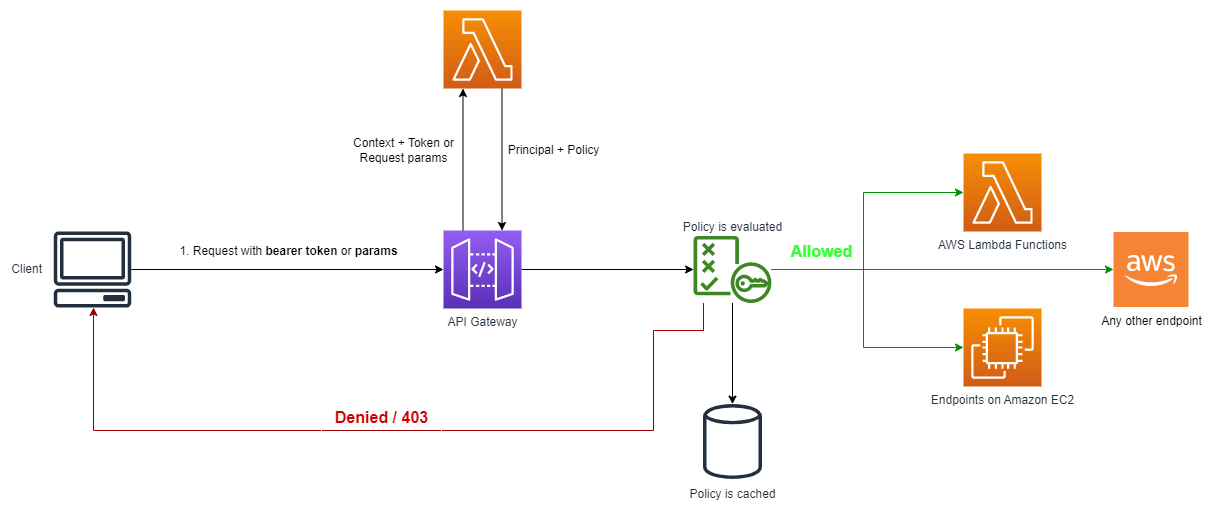 Context + Token or
Request params
Principal + Policy
Client
1. Request with bearer token or params
API Gateway
Policy is evaluated
Allowed
AWS Lambda Functions
aws
Any other endpoint
Endpoints on Amazon EC2
Denied / 403
Policy is cached